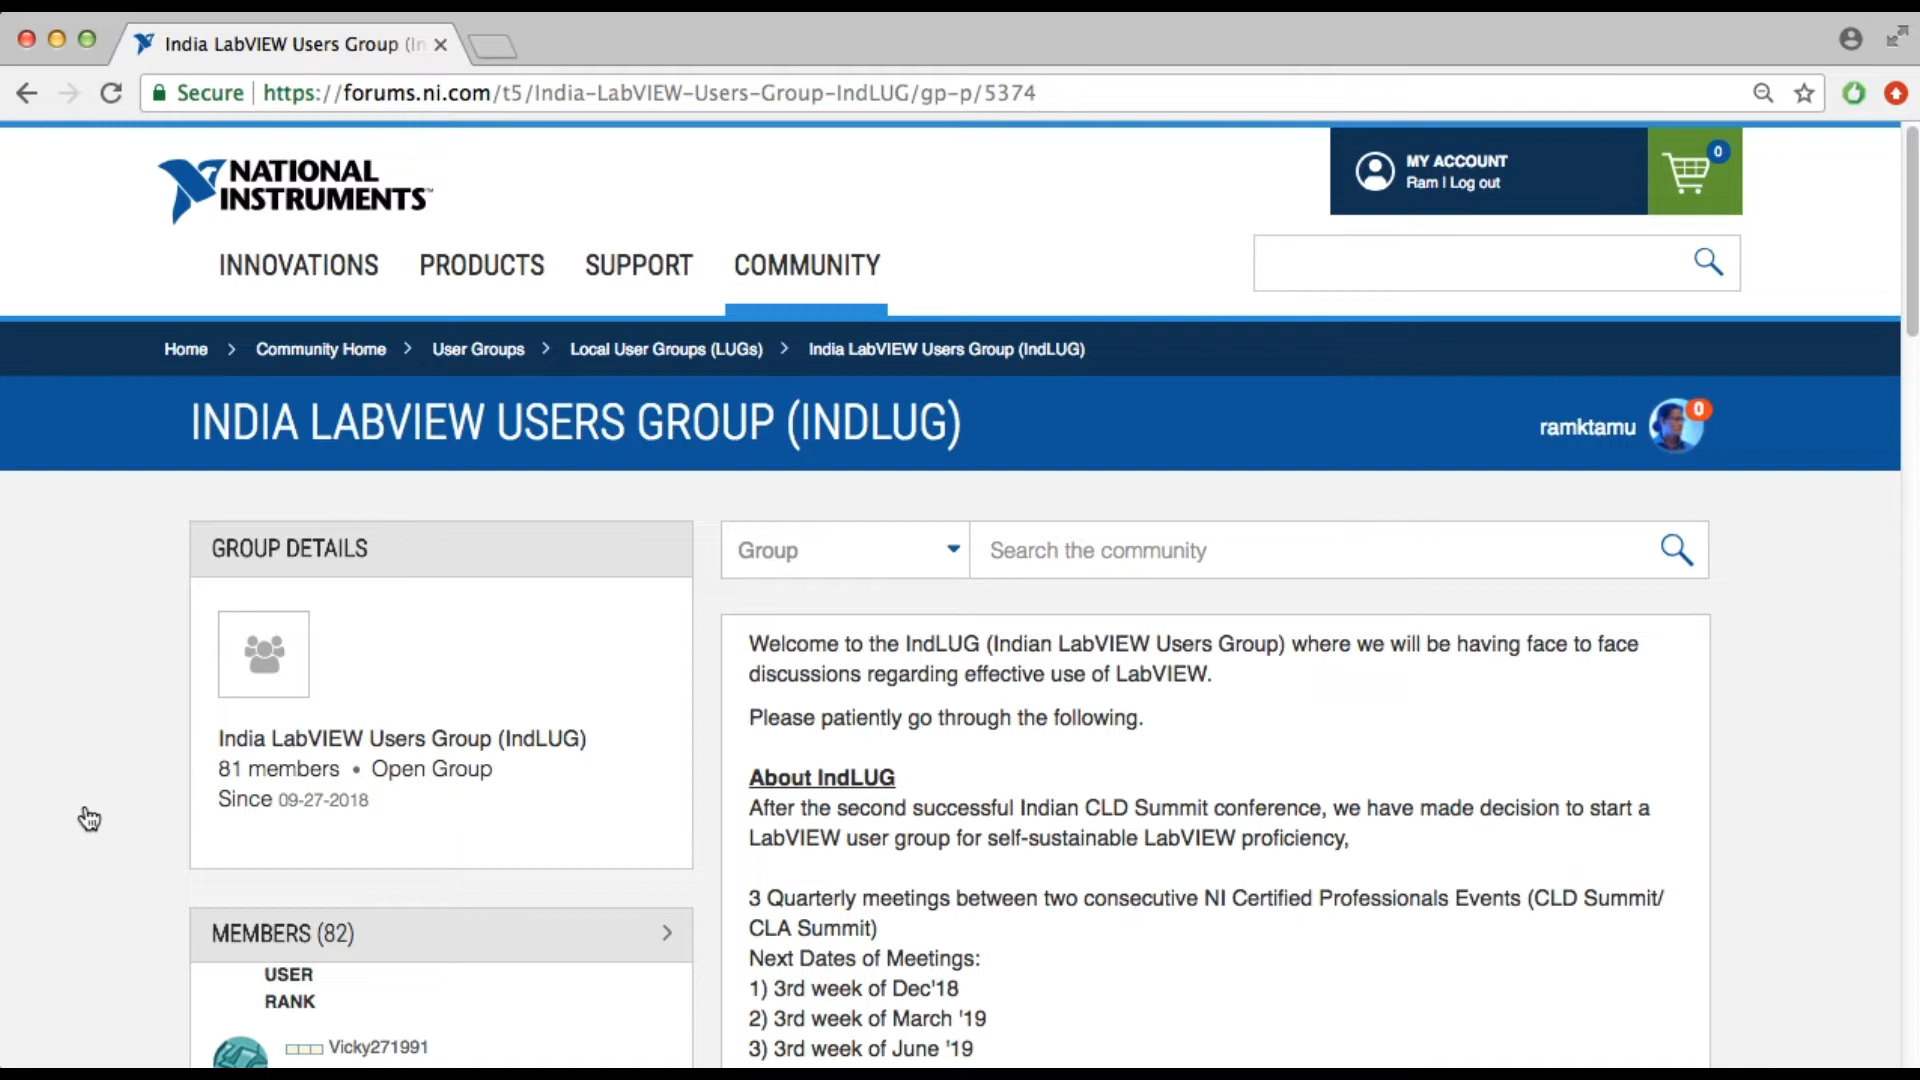 India LabVIEW Users Group (In
Secure https://forums.ni.com/t5/India-LabVIEW-Users-Group-IndLUG/gp-p/5374
NATIONAL
INSTRUMENTS™
MY ACCOUNT
Ram | Log out
0
INNOVATIONS PRODUCTS SUPPORT COMMUNITY
Home > Community Home > User Groups > Local User Groups (LUGs) > India LabVIEW Users Group (IndLUG)
INDIA LABVIEW USERS GROUP (INDLUG)
ramktamu 0
GROUP DETAILS
India LabVIEW Users Group (IndLUG)
81 members • Open Group
Since 09-27-2018
MEMBERS (82)
USER
RANK
Vicky271991
Group
Search the community
Welcome to the IndLUG (Indian LabVIEW Users Group) where we will be having face to face
discussions regarding effective use of LabVIEW.
Please patiently go through the following.
About IndLUG
After the second successful Indian CLD Summit conference, we have made decision to start a
LabVIEW user group for self-sustainable LabVIEW proficiency,
3 Quarterly meetings between two consecutive NI Certified Professionals Events (CLD Summit/
CLA Summit)
Next Dates of Meetings:
1) 3rd week of Dec'18
2) 3rd week of March '19
3) 3rd week of June '19